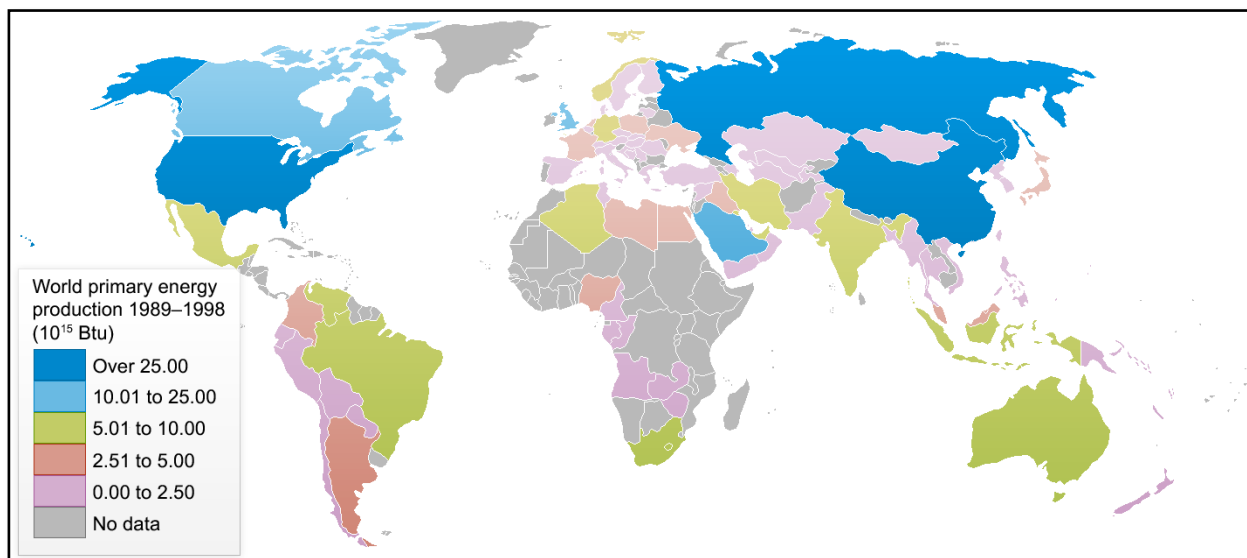 World primary energy
production 1989–1998
(10¹⁵ Btu)
Over 25.00
10.01 to 25.00
5.01 to 10.00
2.51 to 5.00
0.00 to 2.50
No data